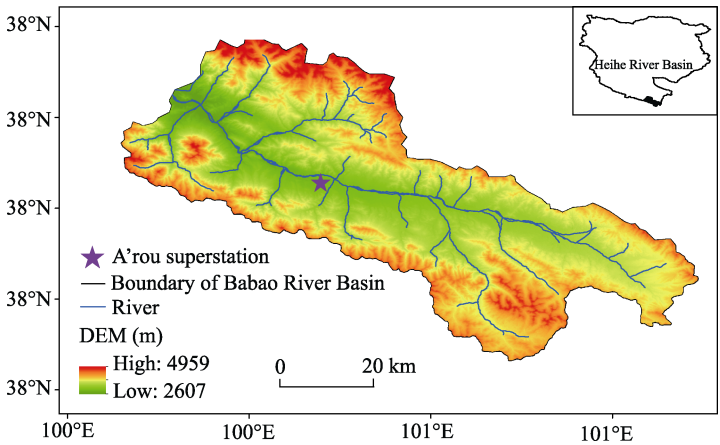 38°N
38°N
38°N
38°N
38°N
Heihe River Basin
A'rou superstation
Boundary of Babao River Basin
River
DEM (m)
High: 4959
Low: 2607
0 20 km
100°E 100°E 101°E 101°E